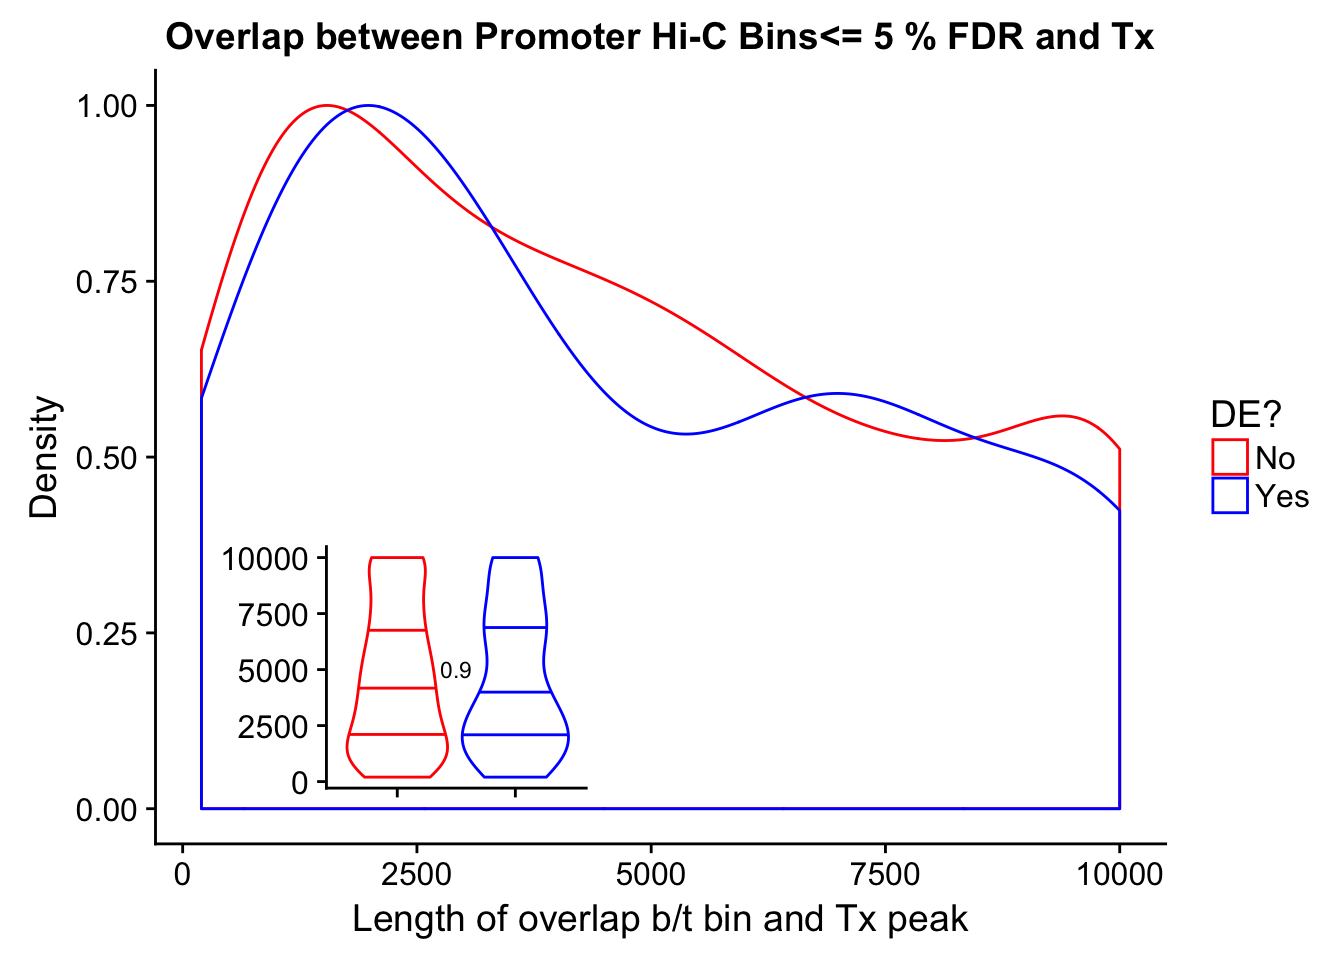 Overlap between Promoter Hi-C Bins<= 5 % FDR and Tx
1.00
0.75
0.50
0.25
0.00
Density
10000
7500
5000
2500
0
0.9
0 2500 5000 7500 10000
Length of overlap b/t bin and Tx peak
DE?
No
Yes